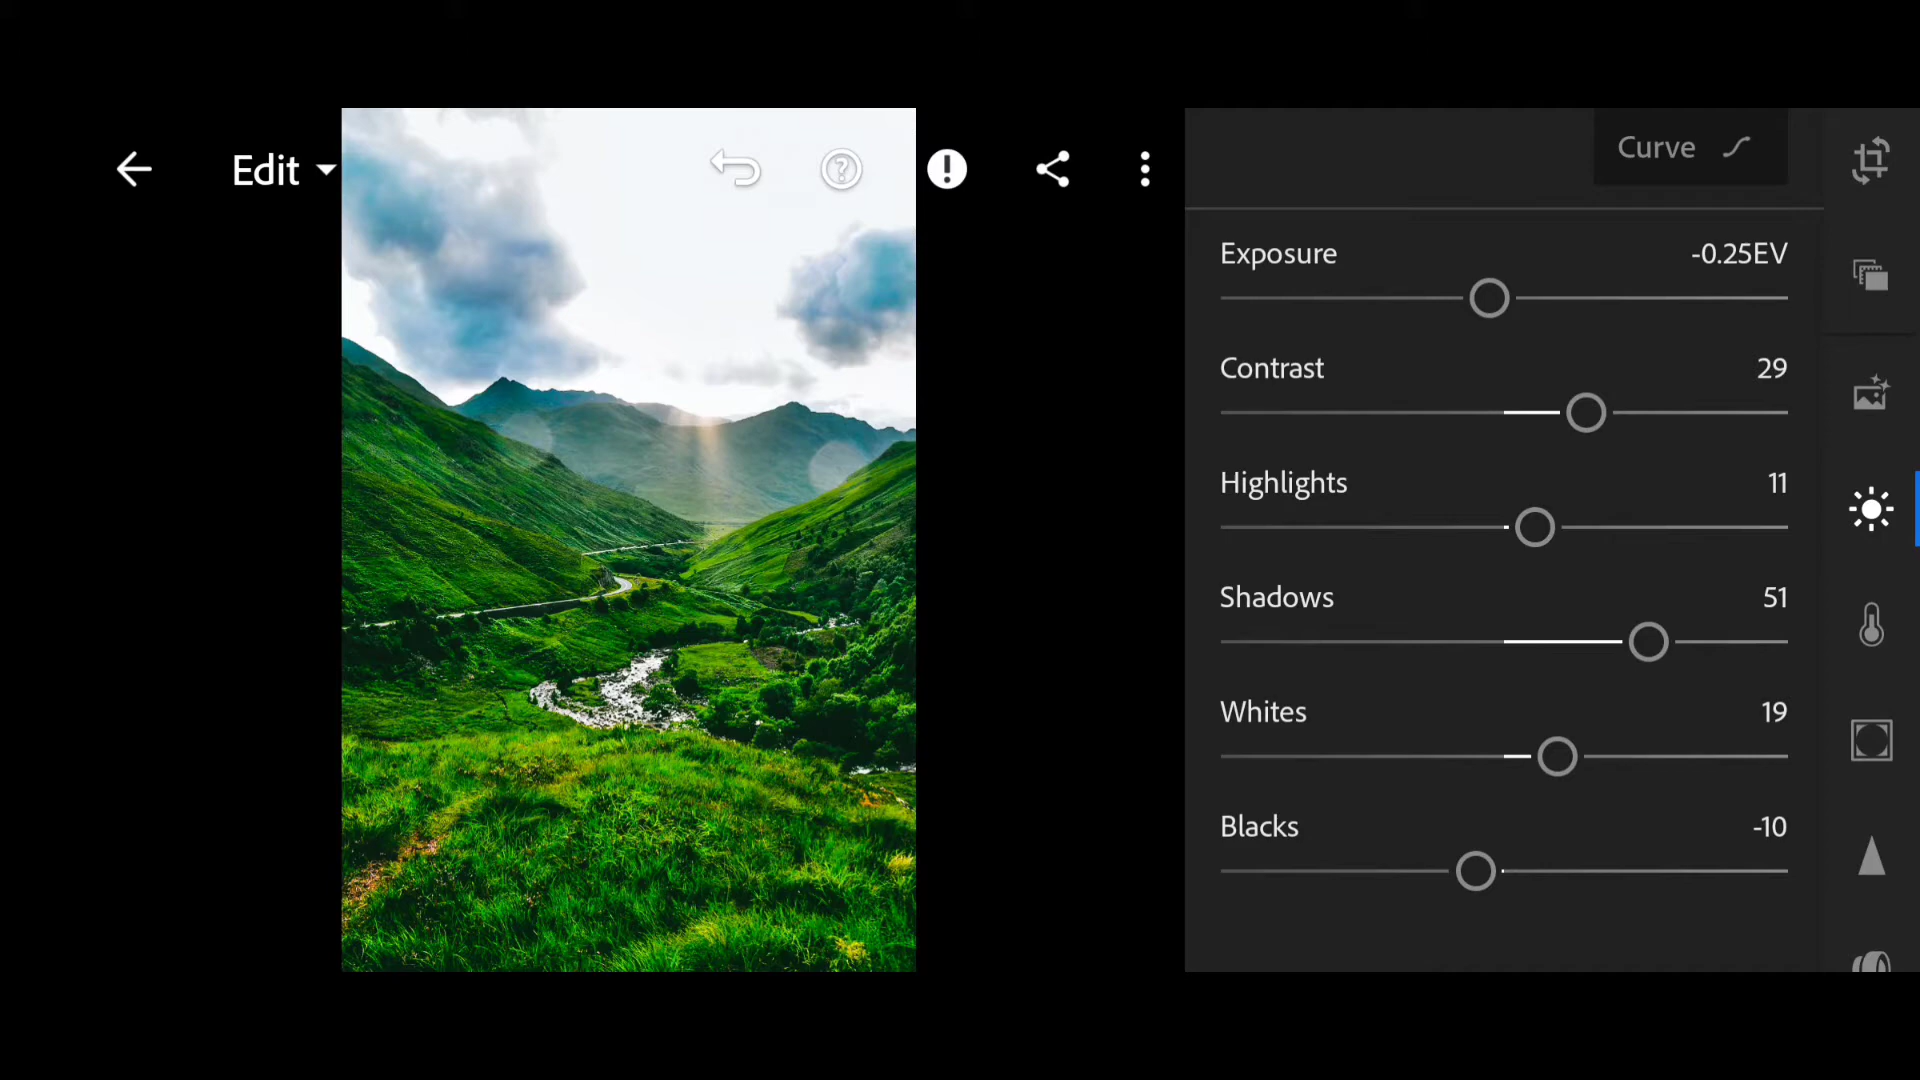 Edit
Curve
Exposure -0.25EV
Contrast 29
Highlights 11
Shadows 51
Whites 19
Blacks -10